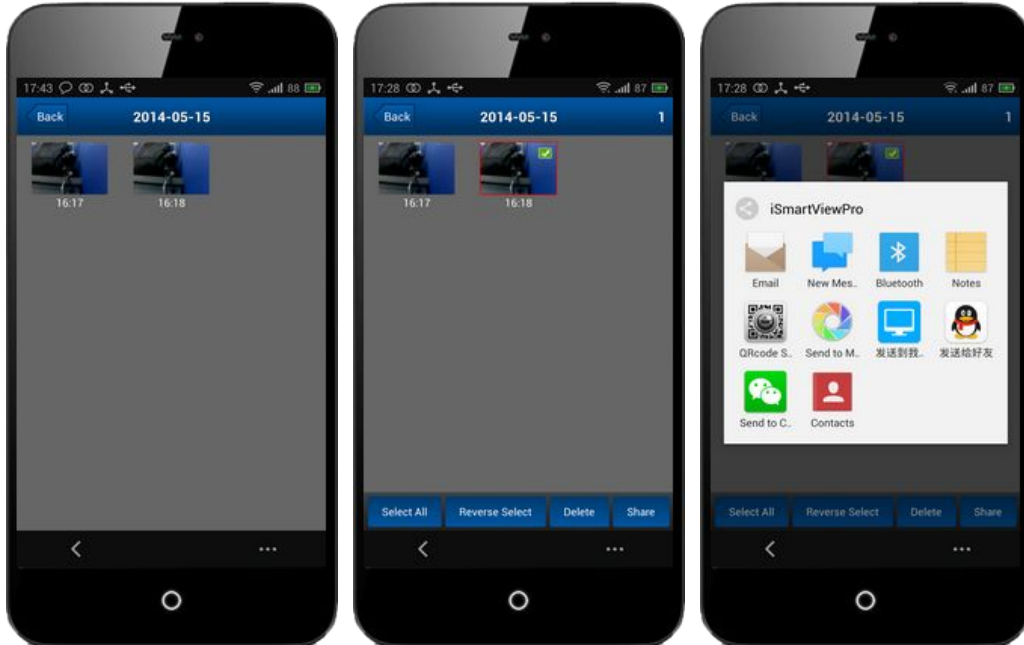 17:43 88
Back 2014-05-15
16:17 16:18
17:28 87
Back 2014-05-15 1
16:17 16:18
Select All Reverse Select Delete Share
17:28 87
Back 2014-05-15 1
iSmartViewPro
Email New Mes.. Bluetooth Notes
QRcode S.. Send to M.. 发送到我.. 发送给好友
Send to C.. Contacts
Select All Reverse Select Delete Share